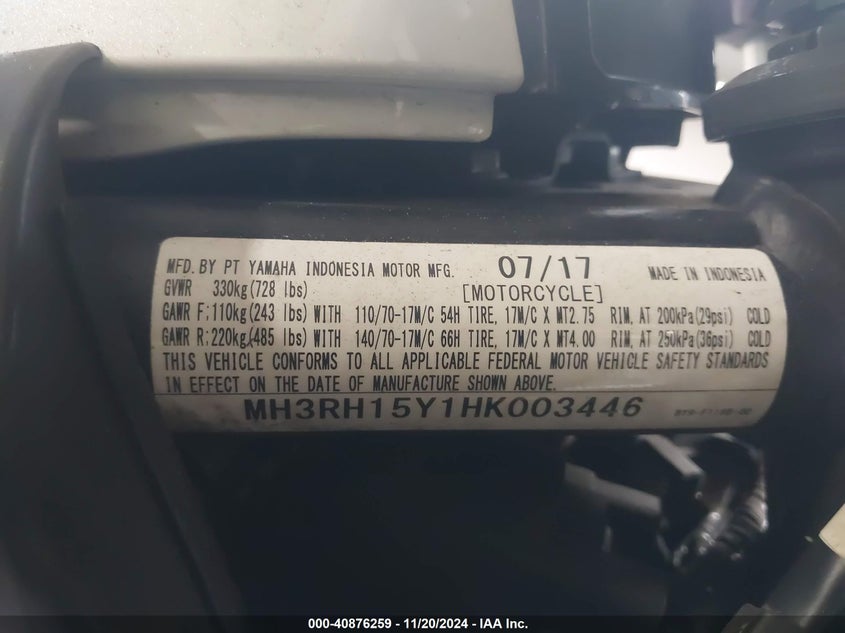 MFD. BY PT YAMAHA INDONESIA MOTOR MFG. 07/17 MADE IN INDONESIA
GVWR 330kg(728 lbs) [MOTORCYCLE]
GAWR F:110kg(243 lbs) WITH 110/70-17M/C 54H TIRE, 17M/C X MT2.75 RIM, AT 200kPa(29psi) COLD
GAWR R:220kg(485 lbs) WITH 140/70-17M/C 66H TIRE, 17M/C X MT4.00 RIM, AT 250kPa(36psi) COLD
THIS VEHICLE CONFORMS TO ALL APPLICABLE FEDERAL MOTOR VEHICLE SAFETY STANDARDS
IN EFFECT ON THE DATE OF MANUFACTURE SHOWN ABOVE.
MH3RH15Y1HK003446
000-40876259 - 11/20/2024 - IAA Inc.